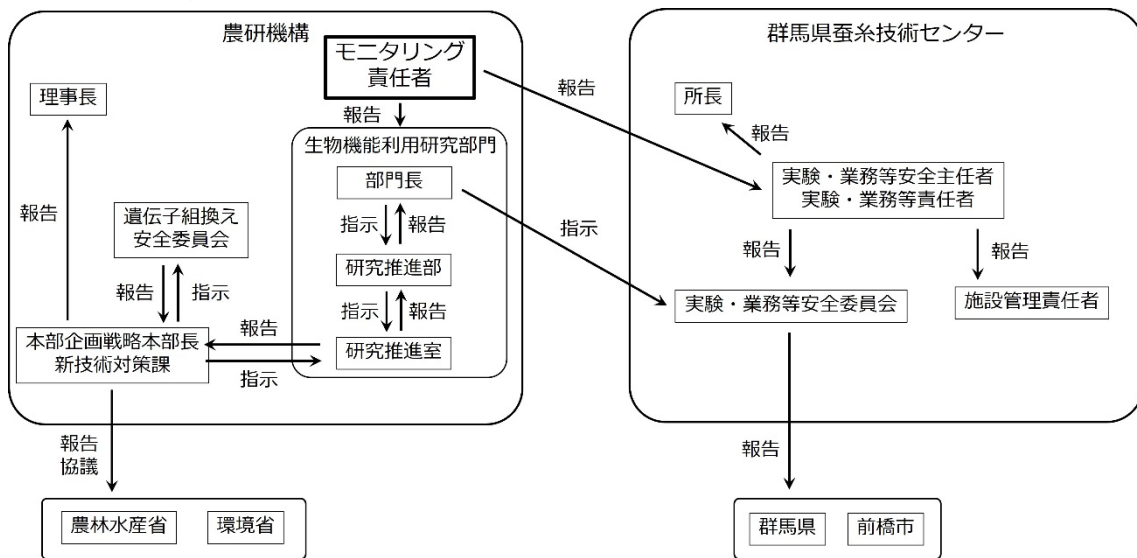 農研機構
モニタリング
責任者
理事長
報告
生物機能利用研究部門
部門長
指示
報告
研究推進部
指示
報告
研究推進室
報告
遺伝子組換え
安全委員会
報告
指示
本部企画戦略本部長
新技術対策課
報告
指示
報告
協議
農林水産省
環境省
群馬県蚕糸技術センター
報告
所長
報告
実験・業務等安全主任者
実験・業務等責任者
指示
報告
報告
実験・業務等安全委員会
施設管理責任者
報告
群馬県
前橋市